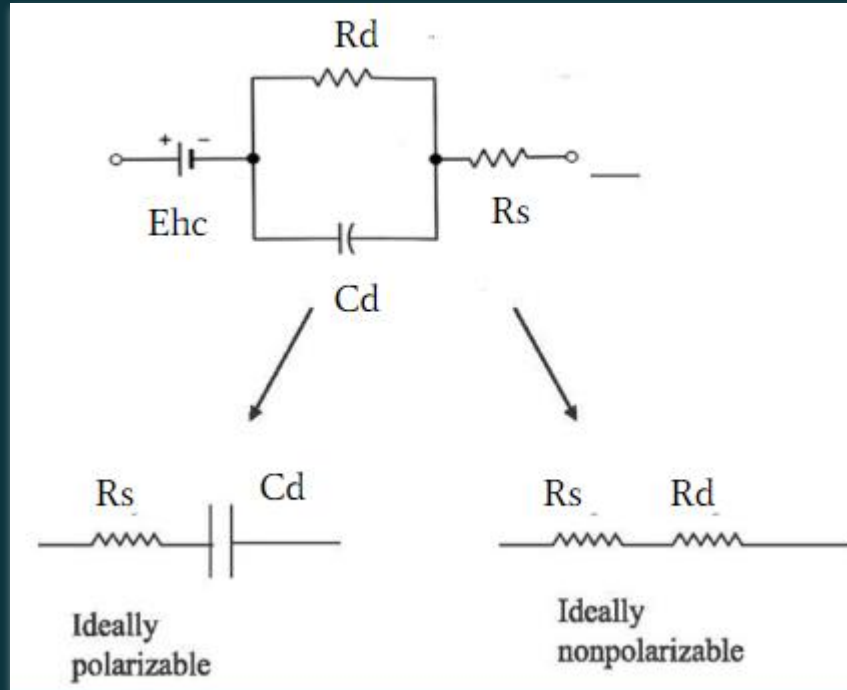 Rd
+ −
Ehc
Rs
Cd
Rs Cd
Rs Rd
Ideally
polarizable
Ideally
nonpolarizable